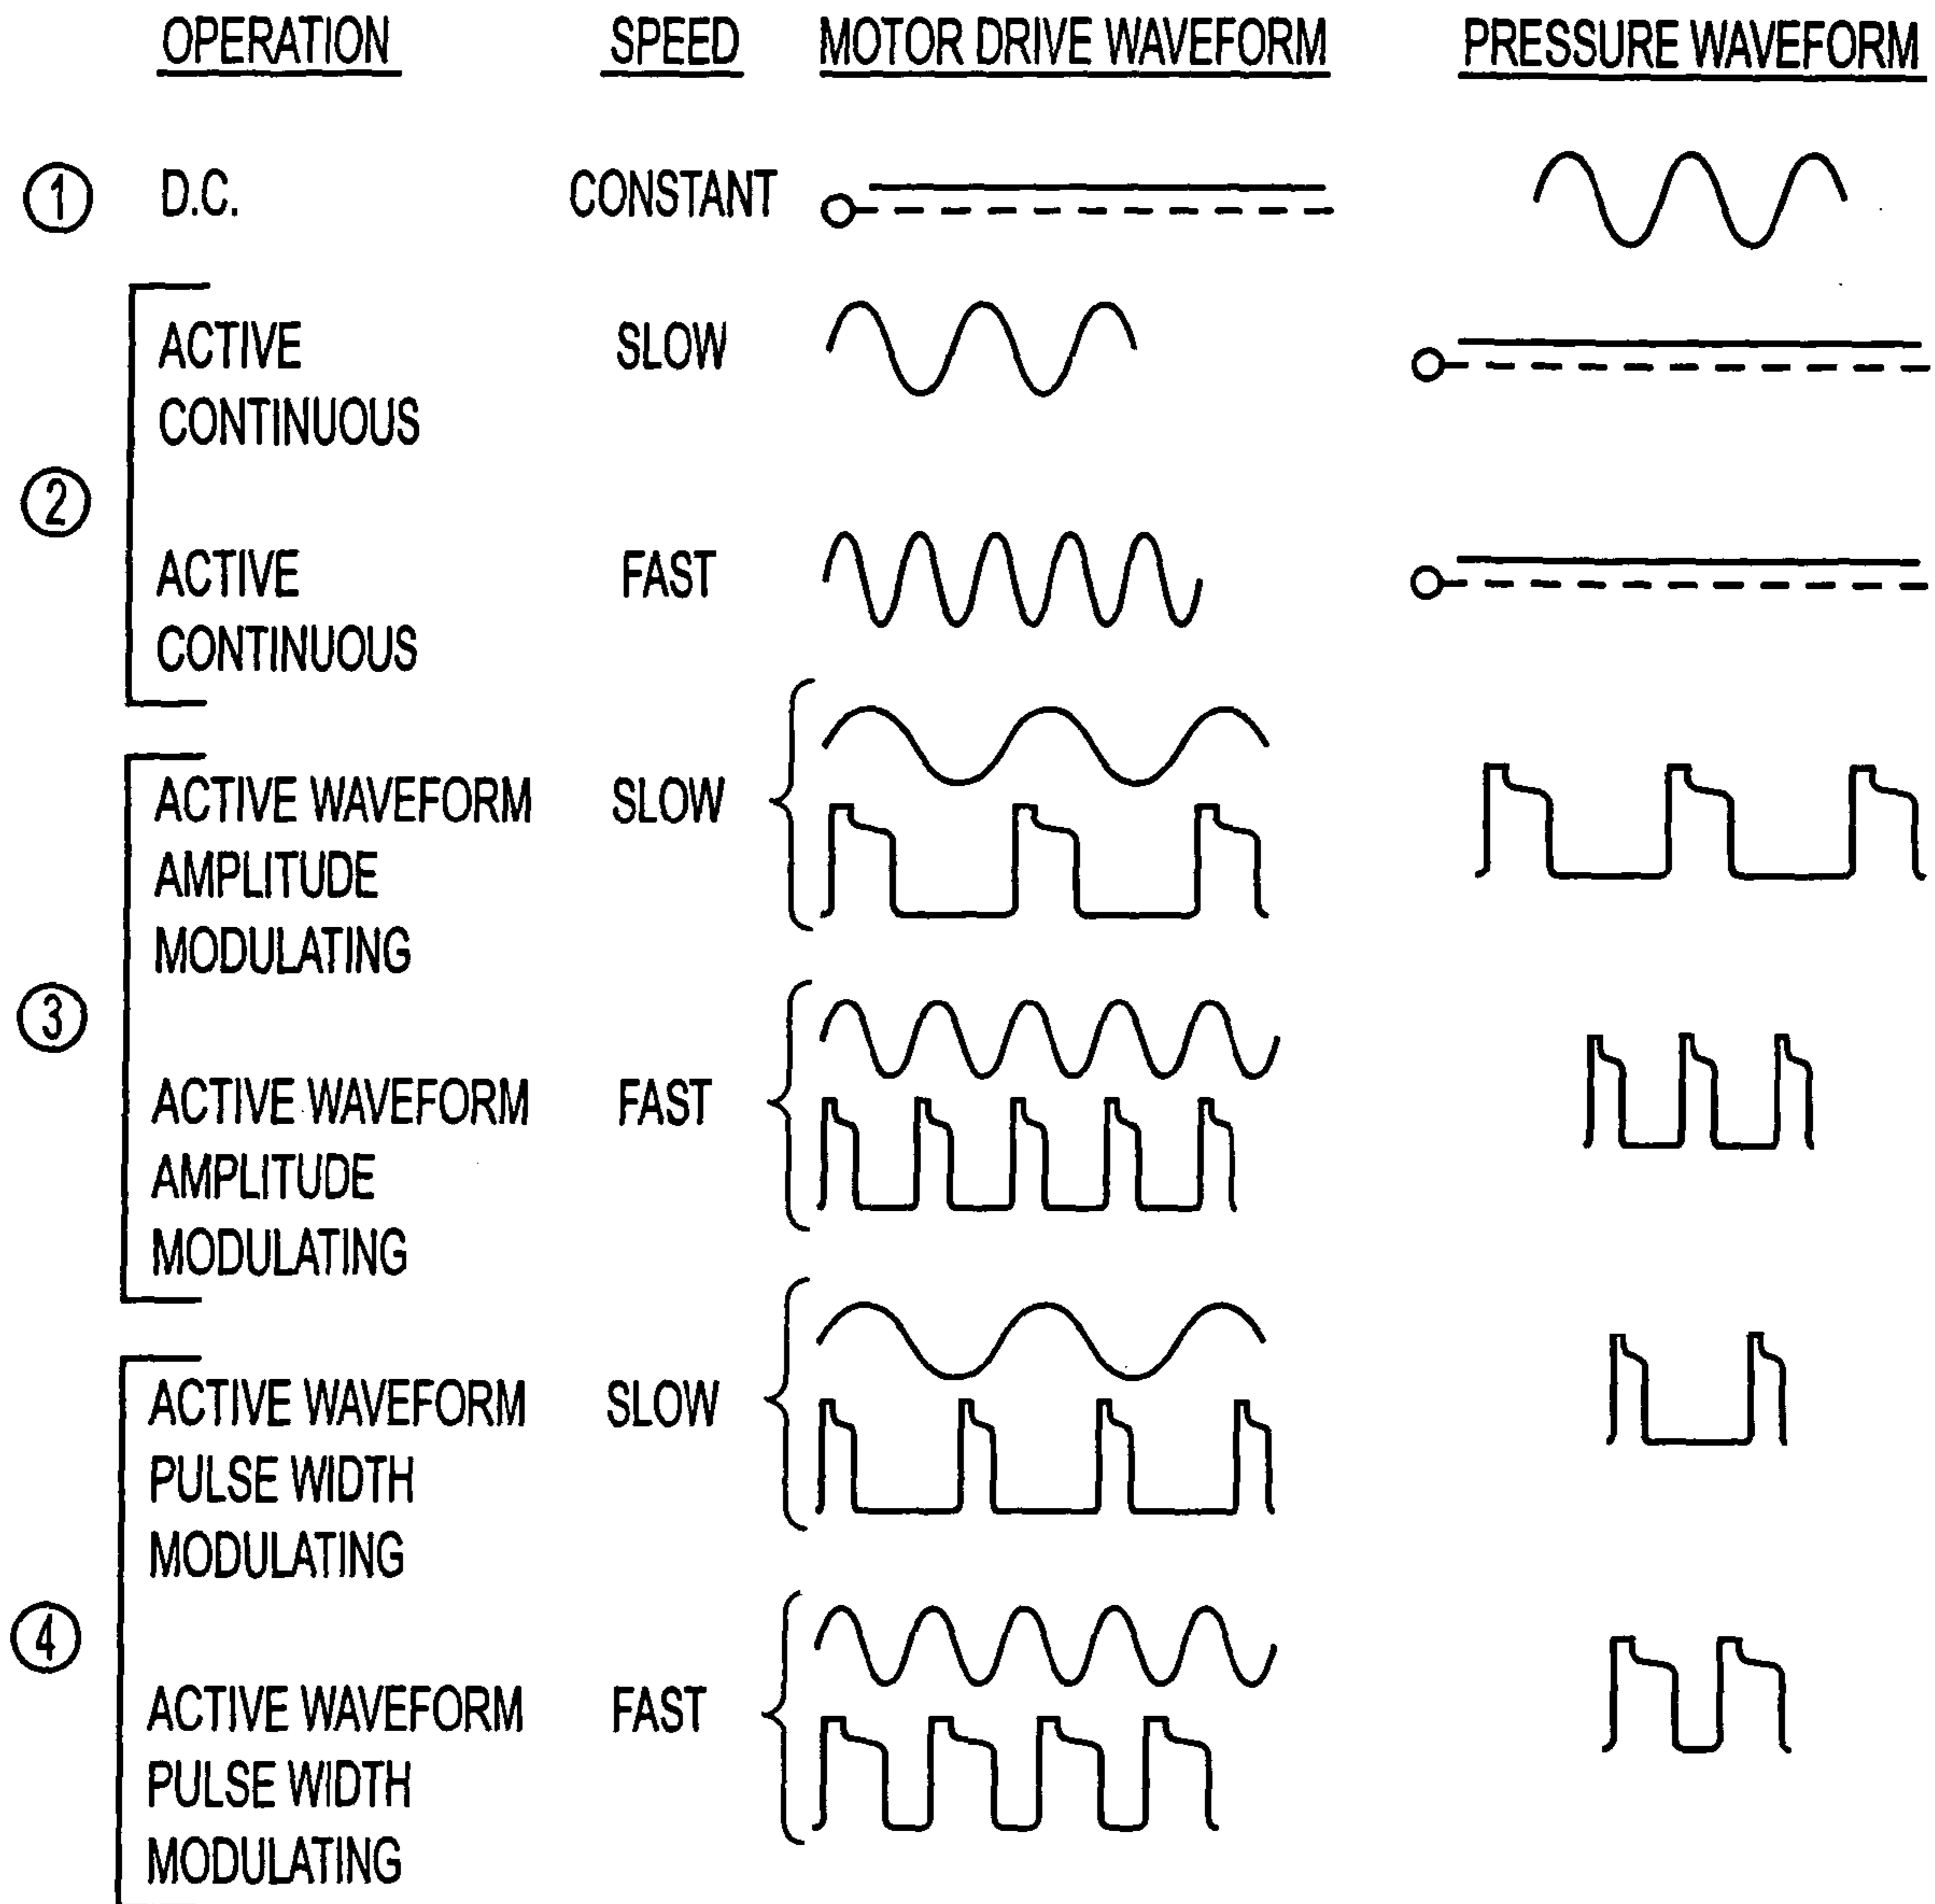 OPERATION SPEED MOTOR DRIVE WAVEFORM PRESSURE WAVEFORM
1 D.C. CONSTANT
ACTIVE SLOW
CONTINUOUS
2
ACTIVE FAST
CONTINUOUS
ACTIVE WAVEFORM SLOW
AMPLITUDE
MODULATING
3
ACTIVE WAVEFORM FAST
AMPLITUDE
MODULATING
ACTIVE WAVEFORM SLOW
PULSE WIDTH
MODULATING
4
ACTIVE WAVEFORM FAST
PULSE WIDTH
MODULATING